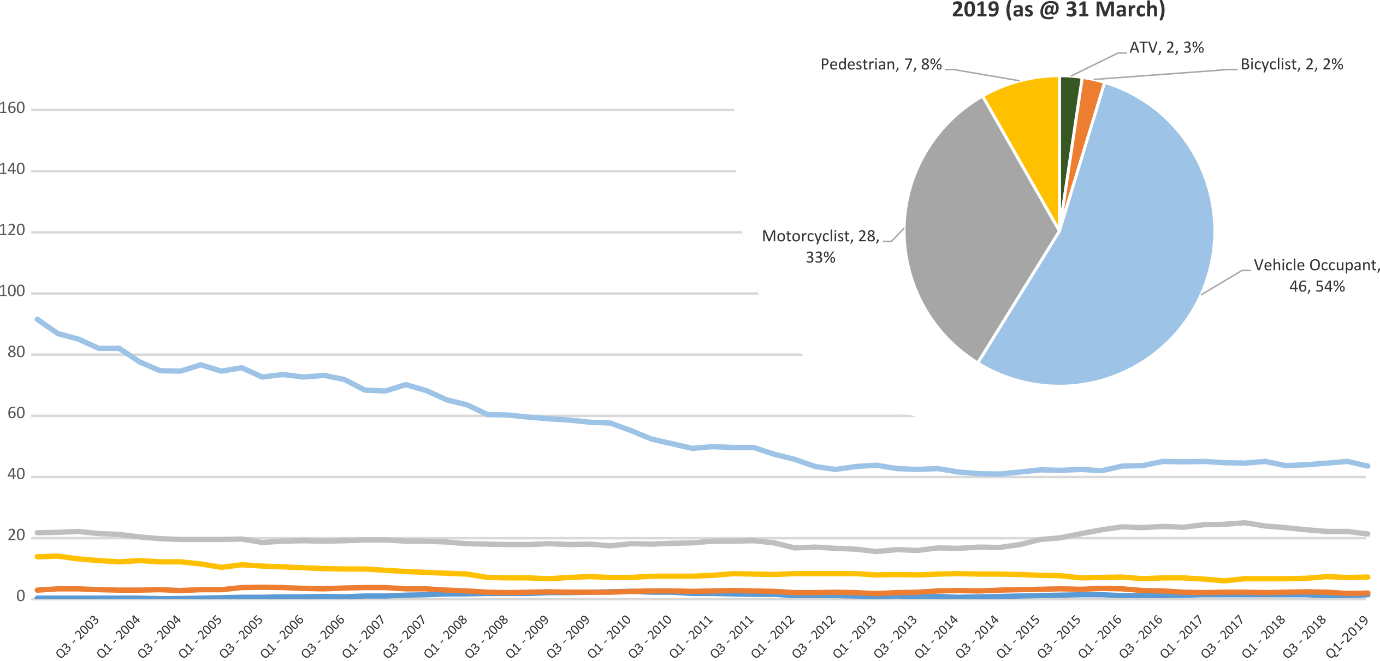 2019 (as @ 31 March)
ATV, 2, 3%
Pedestrian, 7, 8%
Bicyclist, 2, 2%
Motorcyclist, 28,
33%
Vehicle Occupant,
46, 54%
160
140
120
100
80
60
40
20
0
Q3 - 2003
Q1 - 2004
Q3 - 2004
Q1 - 2005
Q3 - 2005
Q1 - 2006
Q3 - 2006
Q1 - 2007
Q3 - 2007
Q1 - 2008
Q3 - 2008
Q1 - 2009
Q3 - 2009
Q1 - 2010
Q3 - 2010
Q1 - 2011
Q3 - 2011
Q1 - 2012
Q3 - 2012
Q1 - 2013
Q3 - 2013
Q1 - 2014
Q3 - 2014
Q1 - 2015
Q3 - 2015
Q1 - 2016
Q3 - 2016
Q1 - 2017
Q3 - 2017
Q1 - 2018
Q3 - 2018
Q1-2019